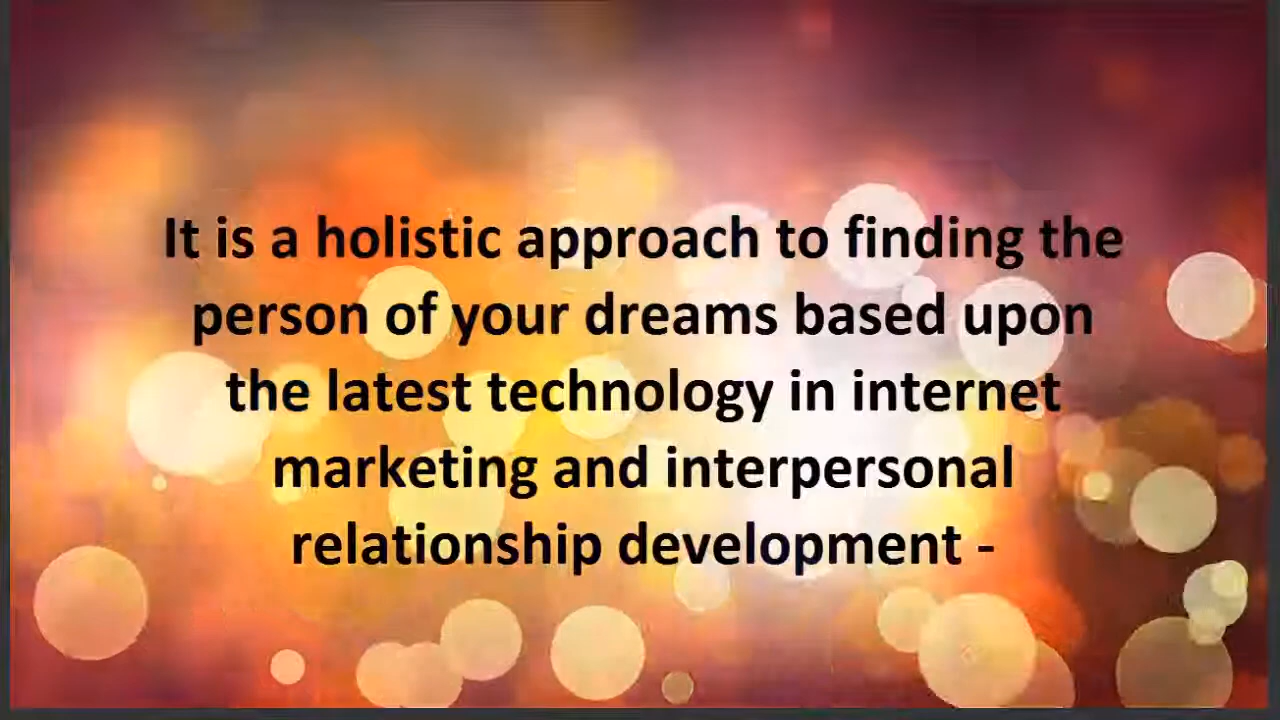 It is a holistic approach to finding the
person of your dreams based upon
the latest technology in internet
marketing and interpersonal
relationship development -